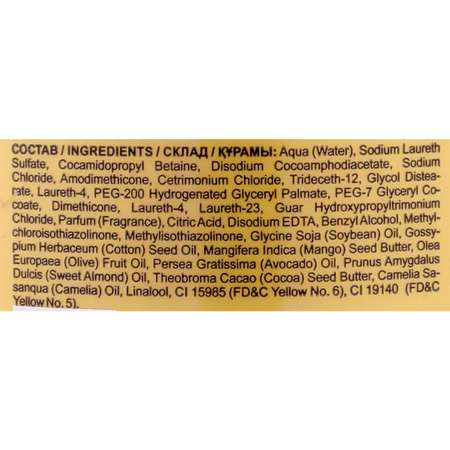 СОСТАВ / INGREDIENTS / СКЛАД / ҚҰРАМЫ: Aqua (Water), Sodium Laureth
Sulfate, Cocamidopropyl Betaine, Disodium Cocoamphodiacetate, Sodium
Chloride, Amodimethicone, Cetrimonium Chloride, Trideceth-12, Glycol Distea-
rate, Laureth-4, PEG-200 Hydrogenated Glyceryl Palmate, PEG-7 Glyceryl Co-
coate, Dimethicone, Laureth-4, Laureth-23, Guar Hydroxypropyltrimonium
Chloride, Parfum (Fragrance), Citric Acid, Disodium EDTA, Benzyl Alcohol, Methyl-
chloroisothiazolinone, Methylisothiazolinone, Glycine Soja (Soybean) Oil, Gossy-
pium Herbaceum (Cotton) Seed Oil, Mangifera Indica (Mango) Seed Butter, Olea
Europaea (Olive) Fruit Oil, Persea Gratissima (Avocado) Oil, Prunus Amygdalus
Dulcis (Sweet Almond) Oil, Theobroma Cacao (Cocoa) Seed Butter, Camelia Sa-
sanqua (Camelia) Oil, Linalool, CI 15985 (FD&C Yellow No. 6), CI 19140 (FD&C
Yellow No. 5).